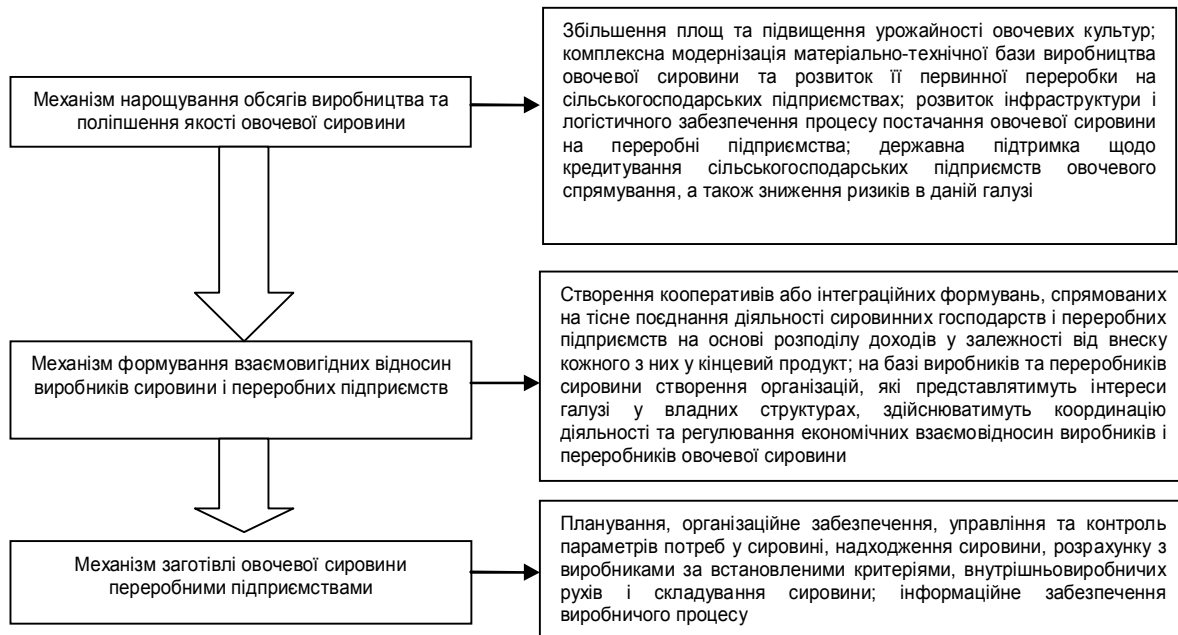 Збільшення площ та підвищення урожайності овочевих культур;
комплексна модернізація матеріально-технічної бази виробництва
овочевої сировини та розвиток її первинної переробки на
сільськогосподарських підприємствах; розвиток інфраструктури і
логістичного забезпечення процесу постачання овочевої сировини
на переробні підприємства; державна підтримка щодо
кредитування сільськогосподарських підприємств овочевого
спрямування, а також зниження ризиків в даній галузі
Механізм нарощування обсягів виробництва та
поліпшення якості овочевої сировини
Створення кооперативів або інтеграційних формувань, спрямованих
на тісне поєднання діяльності сировинних господарств і переробних
підприємств на основі розподілу доходів у залежності від внеску
кожного з них у кінцевий продукт; на базі виробників та переробників
сировини створення організацій, які представлятимуть інтереси
галузі у владних структурах, здійснюватимуть координацію
діяльності та регулювання економічних взаємовідносин виробників і
переробників овочевої сировини
Механізм формування взаємовигідних відносин
виробників сировини і переробних підприємств
Планування, організаційне забезпечення, управління та контроль
параметрів потреб у сировині, надходження сировини, розрахунку з
виробниками за встановленими критеріями, внутрішньовиробничих
рухів і складування сировини; інформаційне забезпечення
виробничого процесу
Механізм заготівлі овочевої сировини
переробними підприємствами